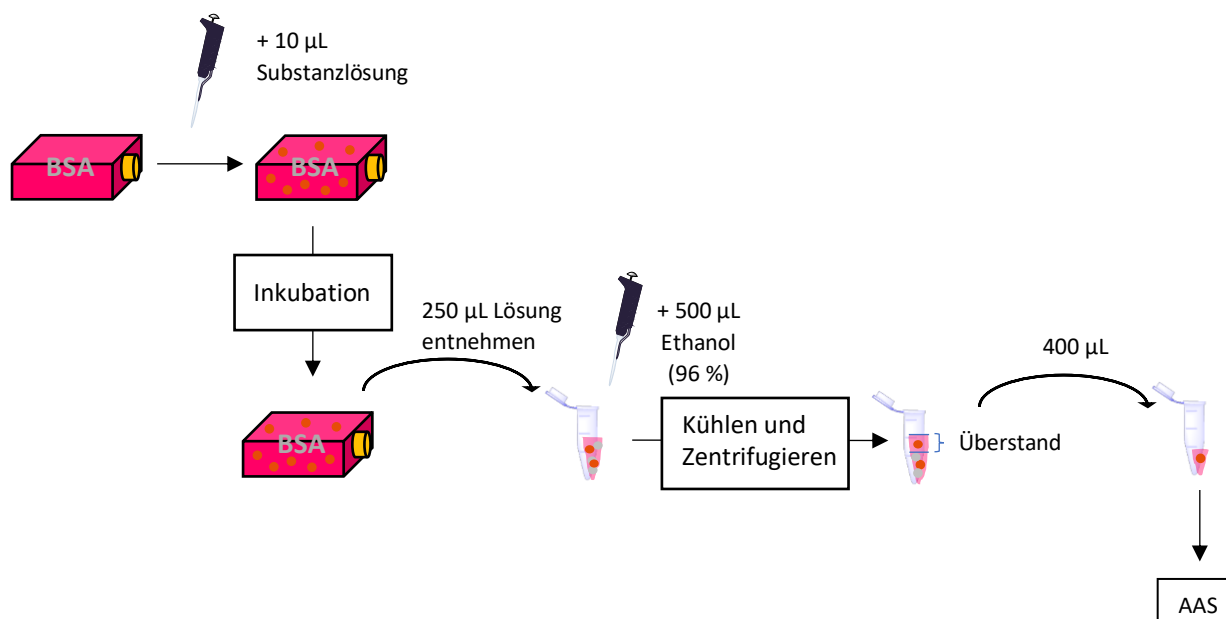 + 10 µL
Substanzlösung
BSA
BSA
Inkubation
250 µL Lösung
entnehmen
+ 500 µL
Ethanol
(96 %)
400 µL
BSA
Kühlen und
Zentrifugieren
Überstand
AAS